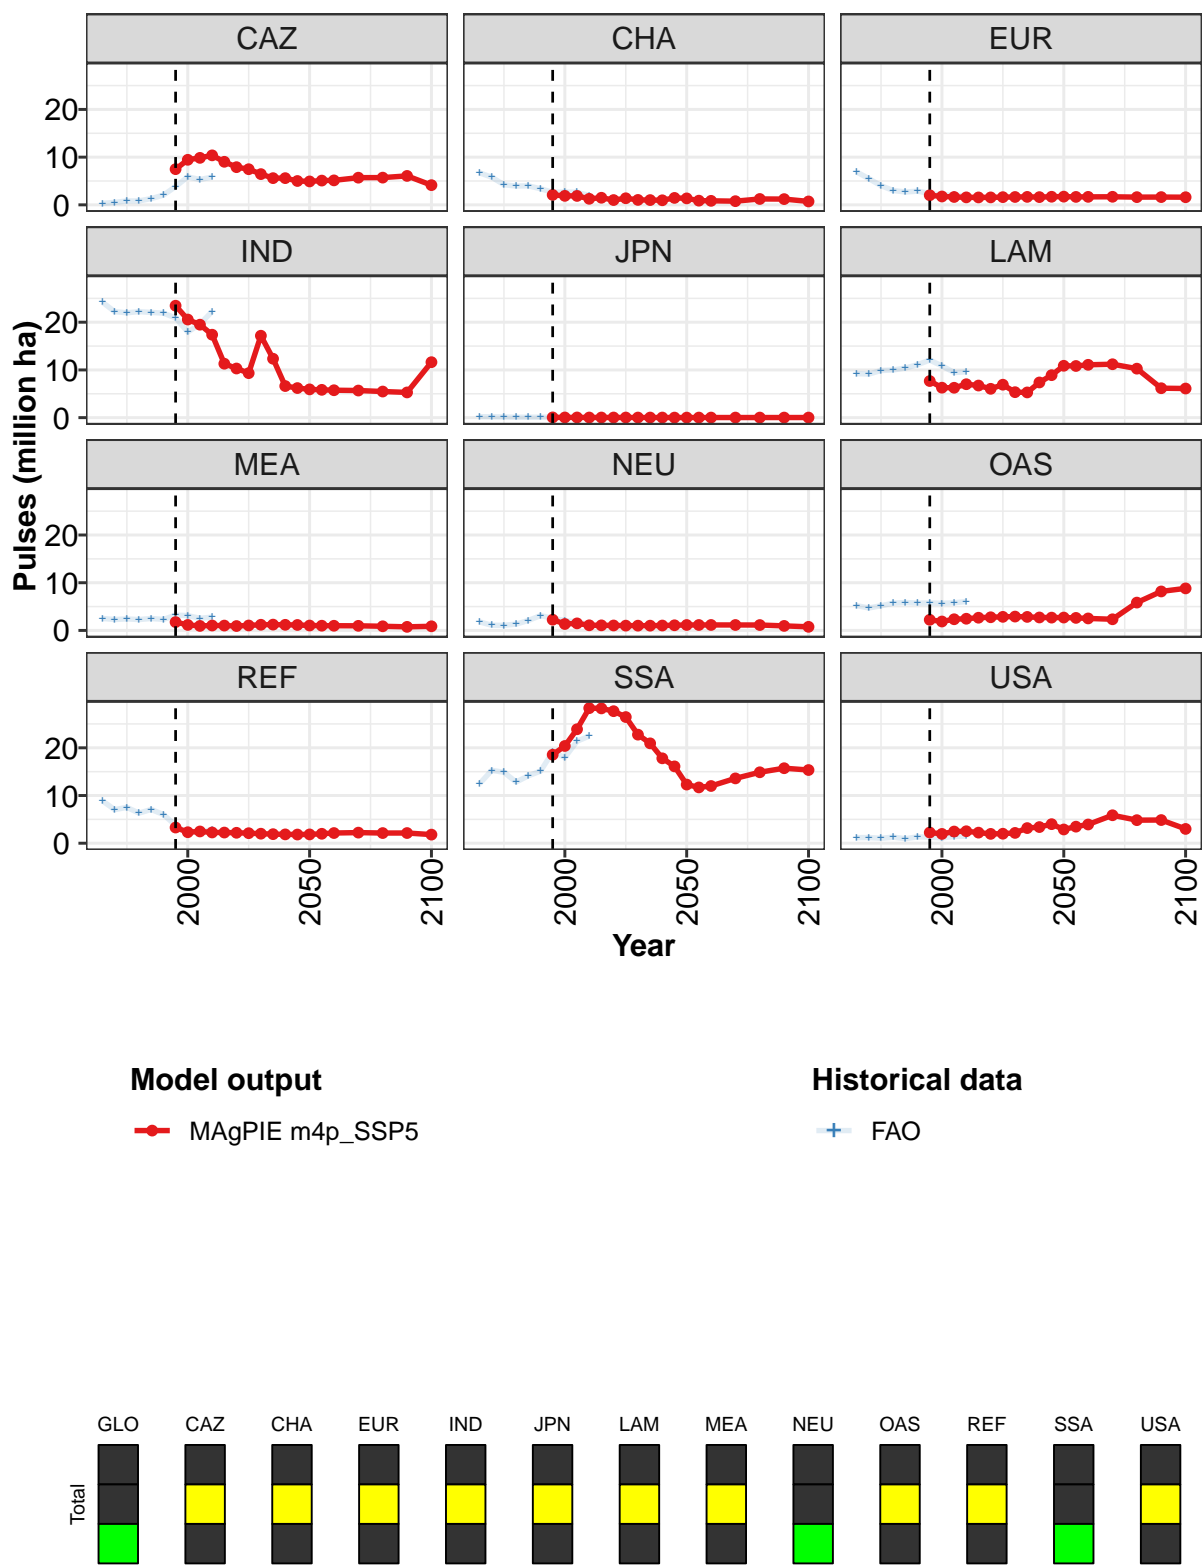 CAZ CHA EUR
20
10
0
IND JPN LAM
20
10
0
MEA NEU OAS
20
10
0
REF SSA USA
20
10
0
Pulses (million ha)
2000 2050 2100 2000 2050 2100 2000 2050 2100
Year
Model output Historical data
MAgPIE m4p_SSP5 FAO
GLO CAZ CHA EUR IND JPN LAM MEA NEU OAS REF SSA USA
Total